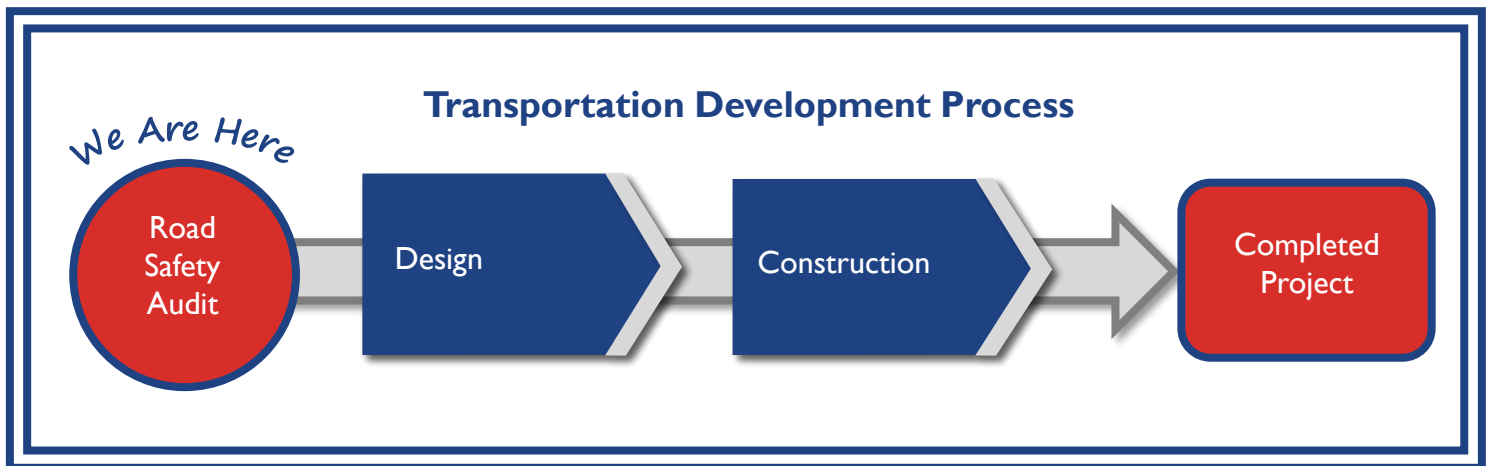 Transportation Development Process
We Are Here
Road
Safety
Audit
Design
Construction
Completed
Project